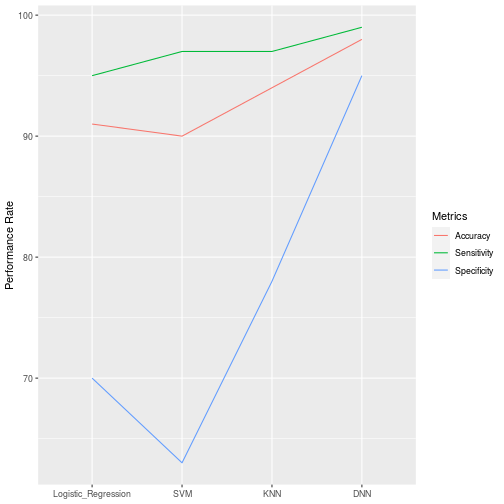 100
90
80
70
Performance Rate
Logistic_Regression
SVM
KNN
DNN
Metrics
Accuracy
Sensitivity
Specificity